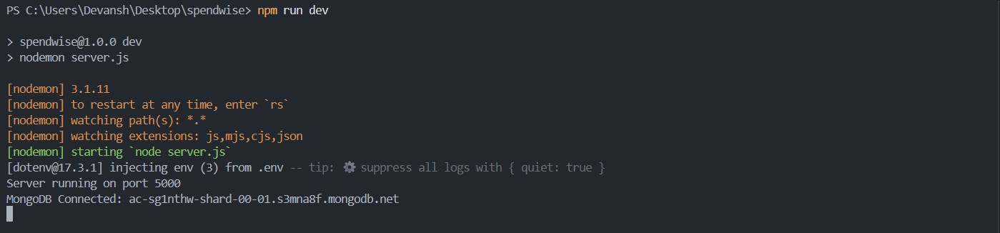 PS C:\Users\Devansh\Desktop\spendwise> npm run dev
> spendwise@1.0.0 dev
> nodemon server.js
[nodemon] 3.1.11
[nodemon] to restart at any time, enter `rs`
[nodemon] watching path(s): *.*
[nodemon] watching extensions: js,mjs,cjs,json
[nodemon] starting `node server.js`
[dotenv@17.3.1] injecting env (3) from .env -- tip: ⚙️ suppress all logs with { quiet: true }
Server running on port 5000
MongoDB Connected: ac-sg1nthw-shard-00-01.s3mna8f.mongodb.net